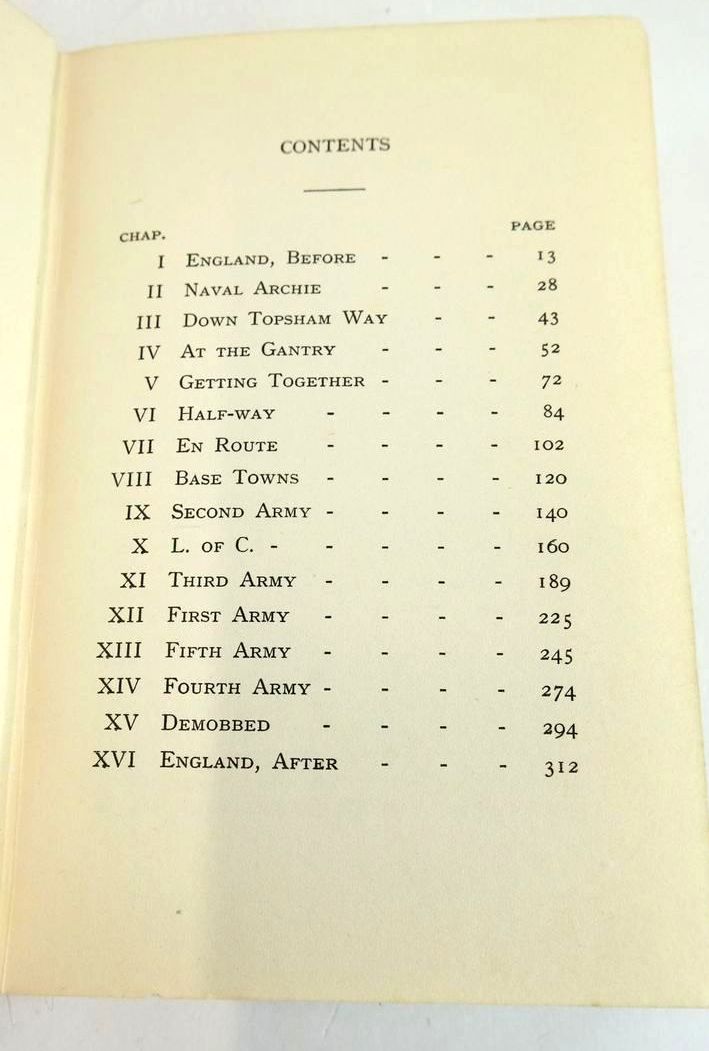 CONTENTS
CHAP. PAGE
I ENGLAND, BEFORE - - - 13
II NAVAL ARCHIE - - - 28
III DOWN TOPSHAM WAY - - 43
IV AT THE GANTRY - - - 52
V GETTING TOGETHER - - - 72
VI HALF-WAY - - - - 84
VII EN ROUTE - - - - 102
VIII BASE TOWNS - - - - 120
IX SECOND ARMY - - - - 140
X L. OF C. - - - - - 160
XI THIRD ARMY - - - - 189
XII FIRST ARMY - - - - 225
XIII FIFTH ARMY - - - - 245
XIV FOURTH ARMY - - - - 274
XV DEMOBBED - - - - 294
XVI ENGLAND, AFTER - - - 312